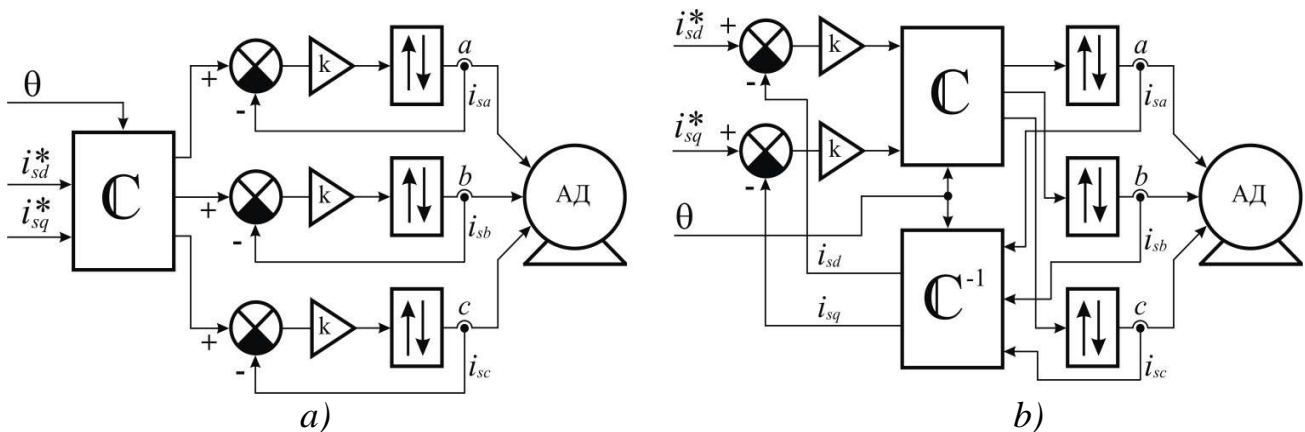 θ
i*sd
i*sq
ℂ
+
-
k
a
isa
+
-
k
b
isb
+
-
k
c
isc
АД
a)
i*sd
+
-
k
i*sq
+
-
k
θ
ℂ
ℂ-1
isd
isq
a
isa
b
isb
c
isc
АД
b)